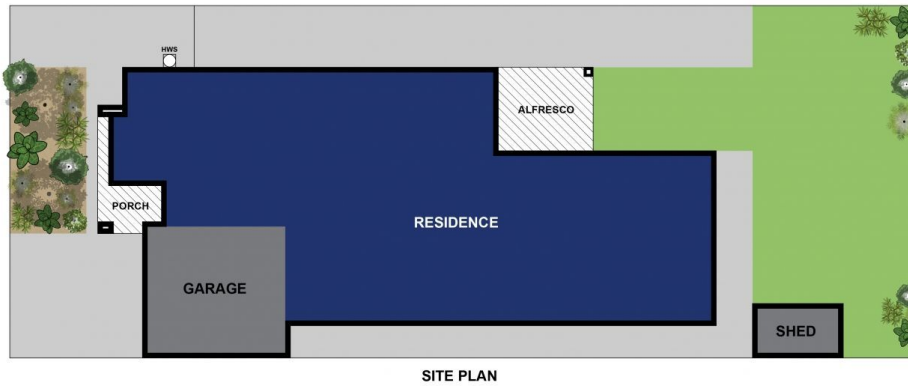 HWS
ALFRESCO
PORCH
RESIDENCE
GARAGE
SHED
SITE PLAN